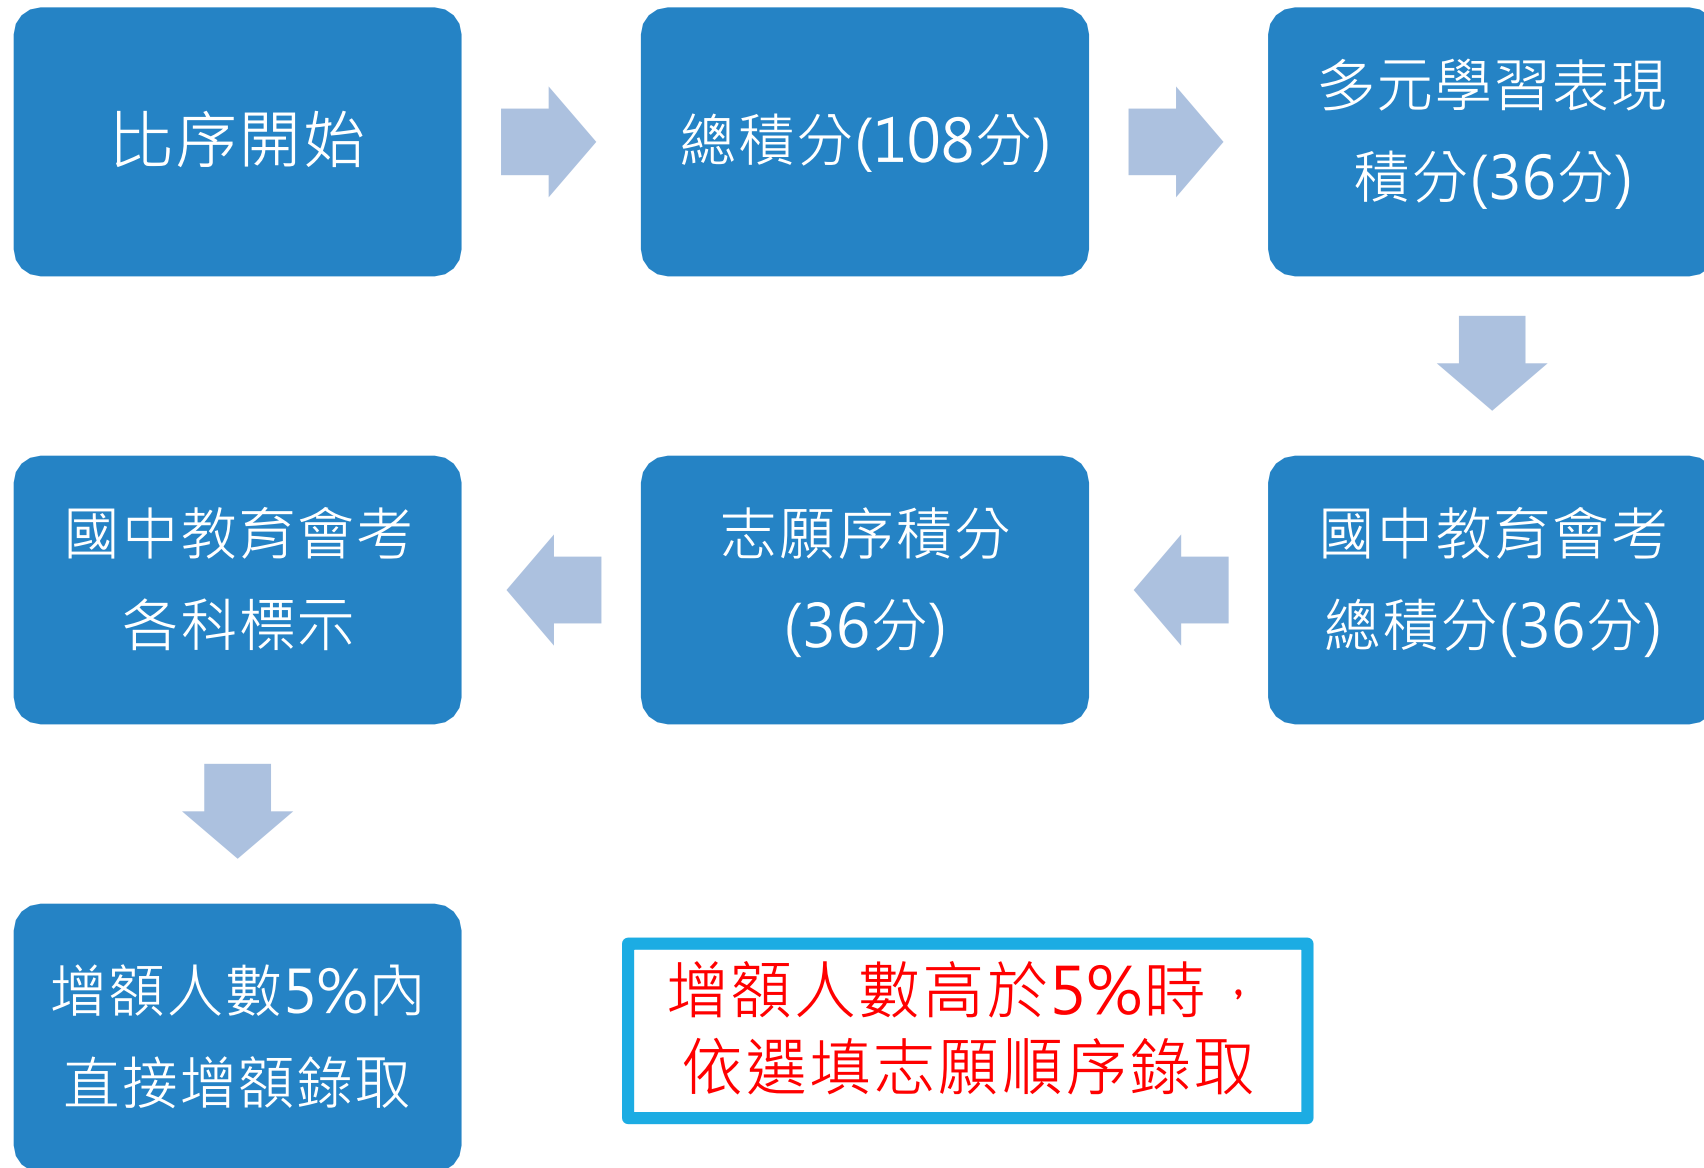 比序開始
總積分(108分)
多元學習表現
積分(36分)
國中教育會考
總積分(36分)
志願序積分
(36分)
國中教育會考
各科標示
增額人數5%內
直接增額錄取
增額人數高於5%時，
依選填志願順序錄取